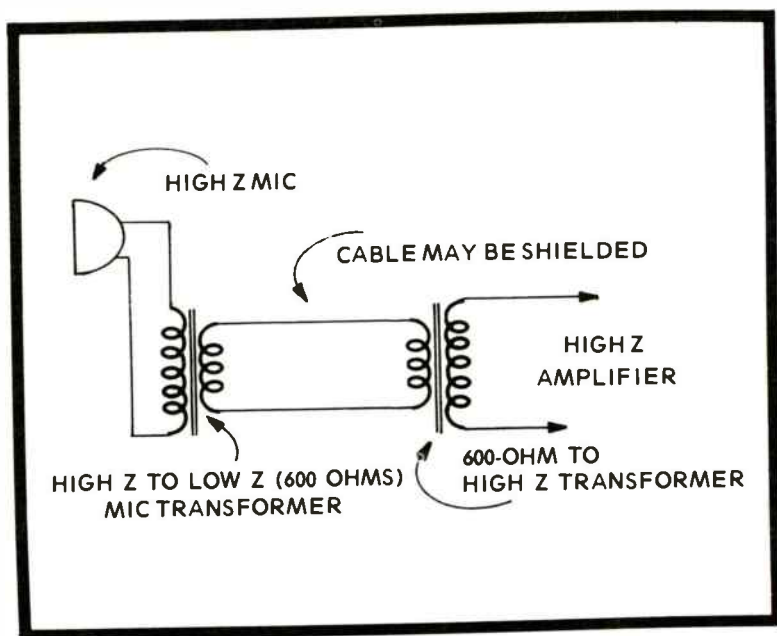 HIGH Z MIC
CABLE MAY BE SHIELDED
HIGH Z
AMPLIFIER
HIGH Z TO LOW Z (600 OHMS)
MIC TRANSFORMER
600-OHM TO
HIGH Z TRANSFORMER